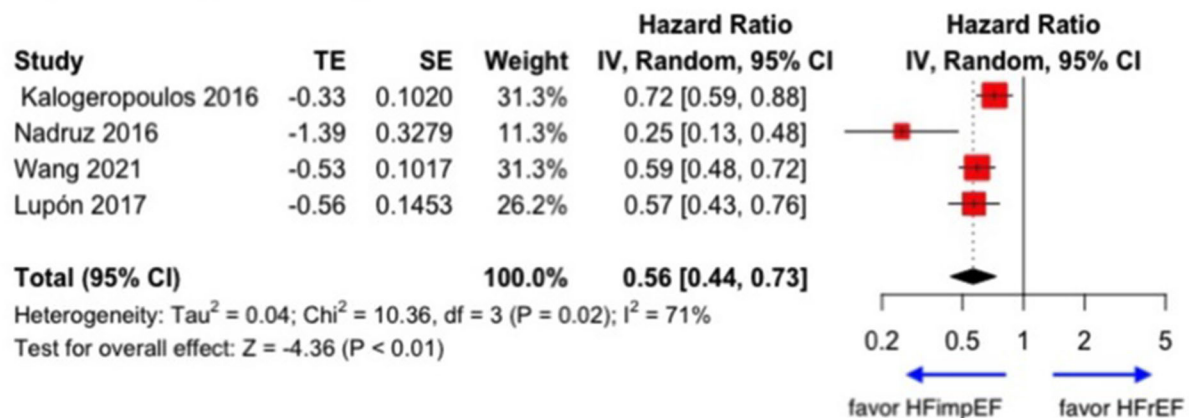 Hazard Ratio Hazard Ratio
Study TE SE Weight IV, Random, 95% CI IV, Random, 95% CI
Kalogeropoulos 2016 -0.33 0.1020 31.3% 0.72 [0.59, 0.88]
Nadruz 2016 -1.39 0.3279 11.3% 0.25 [0.13, 0.48]
Wang 2021 -0.53 0.1017 31.3% 0.59 [0.48, 0.72]
Lupón 2017 -0.56 0.1453 26.2% 0.57 [0.43, 0.76]
Total (95% CI) 100.0% 0.56 [0.44, 0.73]
Heterogeneity: Tau² = 0.04; Chi² = 10.36, df = 3 (P = 0.02); I² = 71%
Test for overall effect: Z = -4.36 (P < 0.01)
0.2 0.5 1 2 5
favor HFimpEF favor HFrEF